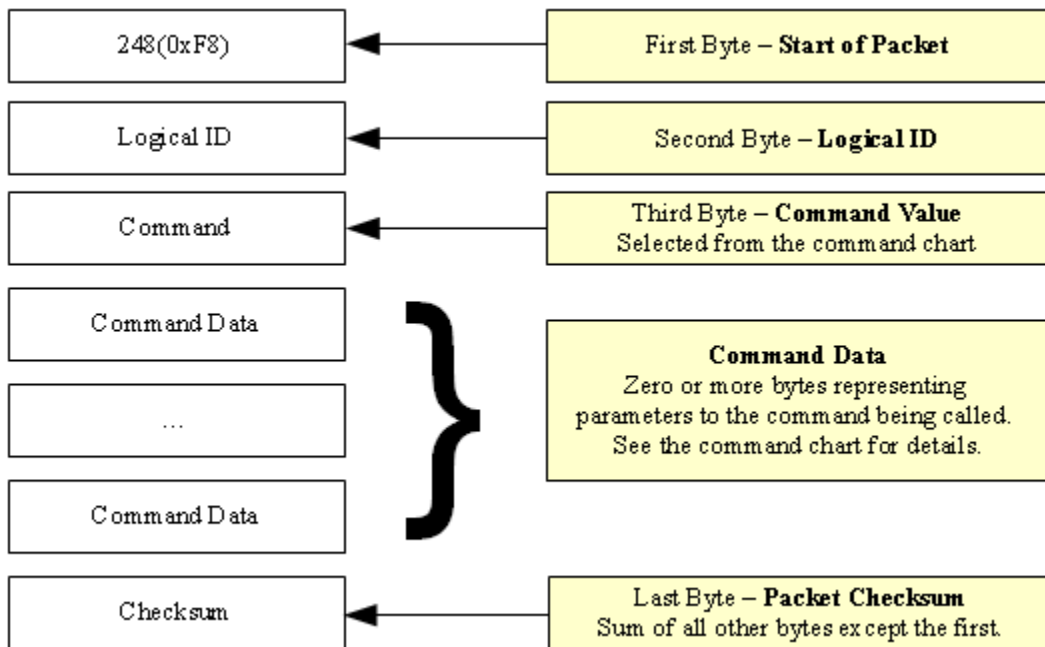 248(0xF8)
First Byte – Start of Packet
Logical ID
Second Byte – Logical ID
Command
Third Byte – Command Value
Selected from the command chart
Command Data
...
Command Data
}
Command Data
Zero or more bytes representing
parameters to the command being called.
See the command chart for details.
Checksum
Last Byte – Packet Checksum
Sum of all other bytes except the first.